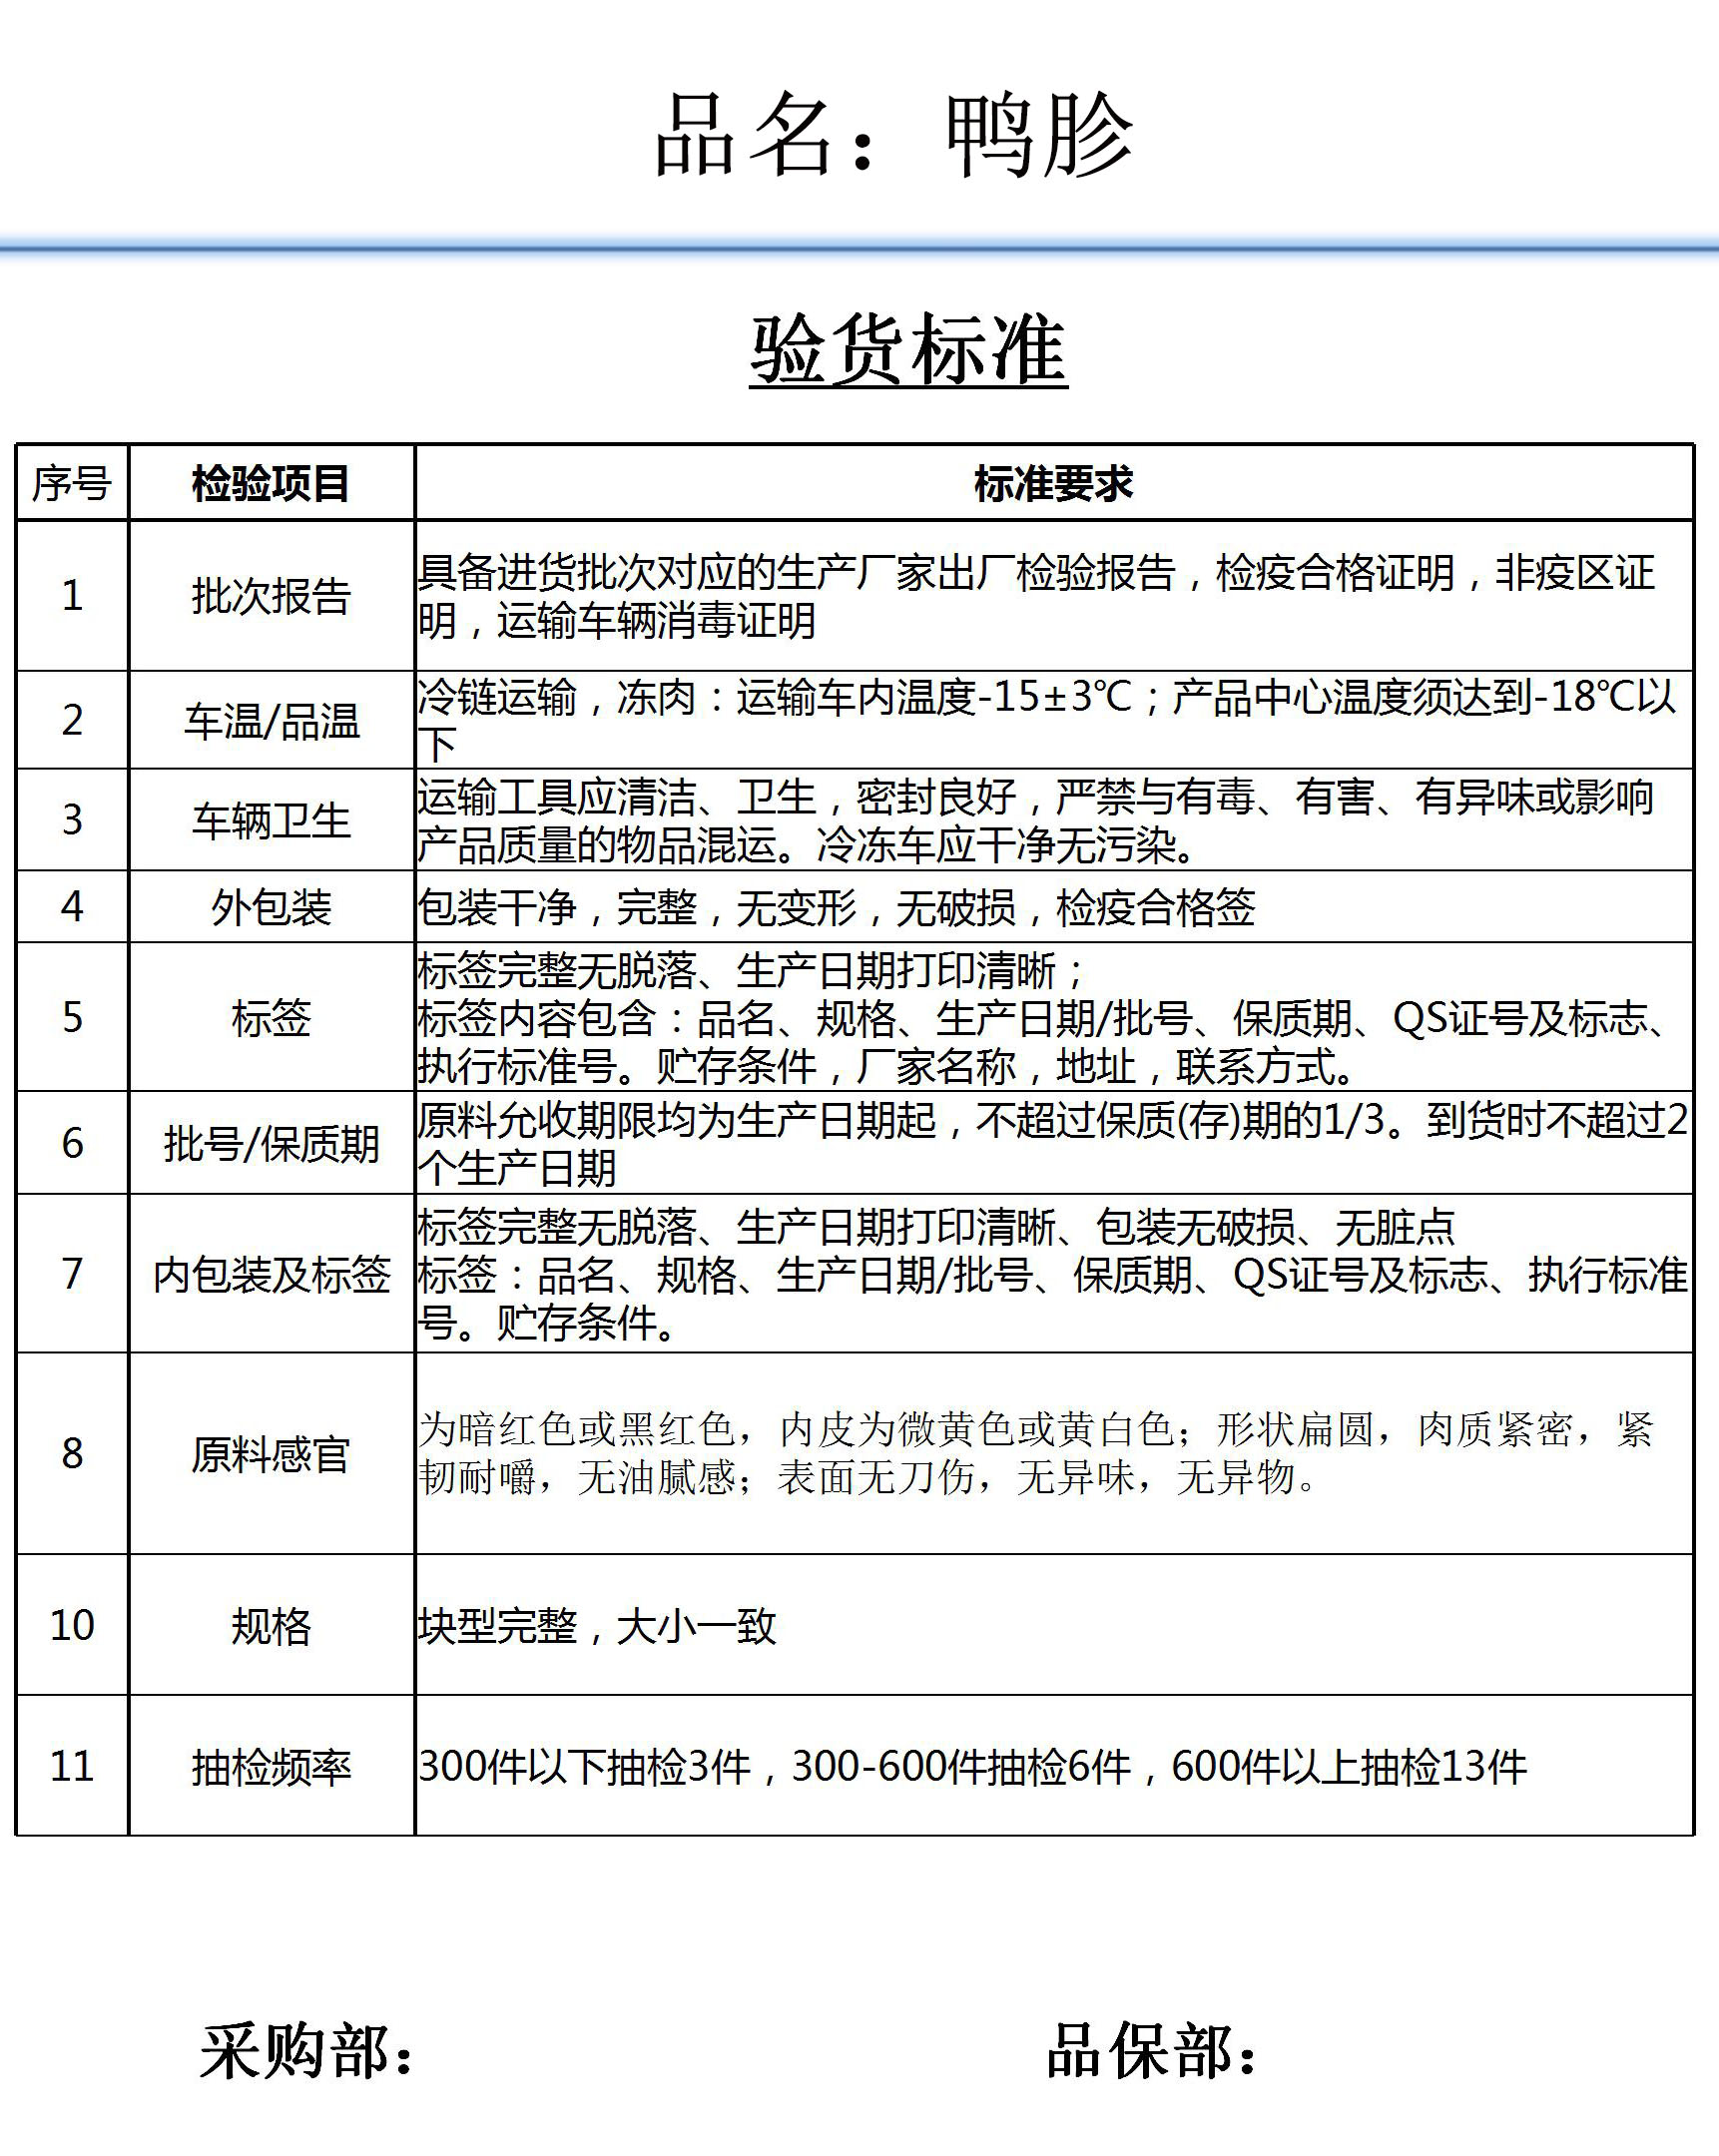 品名：鸭胗
验货标准
序号 检验项目 标准要求
1 批次报告 具备进货批次对应的生产厂家出厂检验报告，检疫合格证明，非疫区证
明，运输车辆消毒证明
2 车温/品温 冷链运输，冻肉：运输车内温度-15±3℃；产品中心温度须达到-18℃以
下
3 车辆卫生 运输工具应清洁、卫生，密封良好，严禁与有毒、有害、有异味或影响
产品质量的物品混运。冷冻车应干净无污染。
4 外包装 包装干净，完整，无变形，无破损，检疫合格签
5 标签 标签完整无脱落、生产日期打印清晰；
标签内容包含：品名、规格、生产日期/批号、保质期、QS证号及标志、
执行标准号。贮存条件，厂家名称，地址，联系方式。
6 批号/保质期 原料允收期限均为生产日期起，不超过保质(存)期的1/3。到货时不超过2
个生产日期
7 内包装及标签 标签完整无脱落、生产日期打印清晰、包装无破损、无脏点
标签：品名、规格、生产日期/批号、保质期、QS证号及标志、执行标准
号。贮存条件。
8 原料感官 为暗红色或黑红色，内皮为微黄色或黄白色；形状扁圆，肉质紧密，紧
韧耐嚼，无油腻感；表面无刀伤，无异味，无异物。
10 规格 块型完整，大小一致
11 抽检频率 300件以下抽检3件，300-600件抽检6件，600件以上抽检13件
采购部： 品保部：